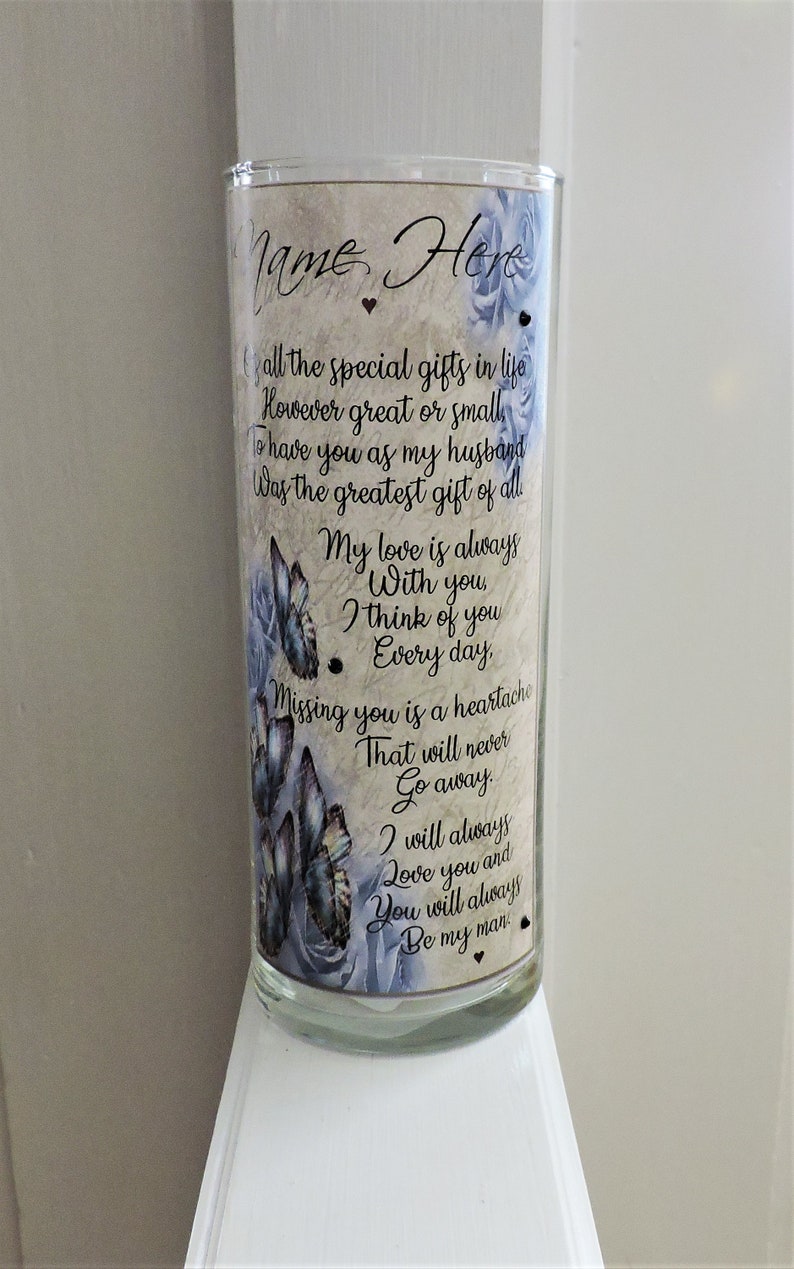 Name Here
Of all the special gifts in life
However great or small,
To have you as my husband
Was the greatest gift of all.
My love is always
With you,
I think of you
Every day,
Missing you is a heartache
That will never
Go away.
I will always
Love you and
You will always
Be my man.